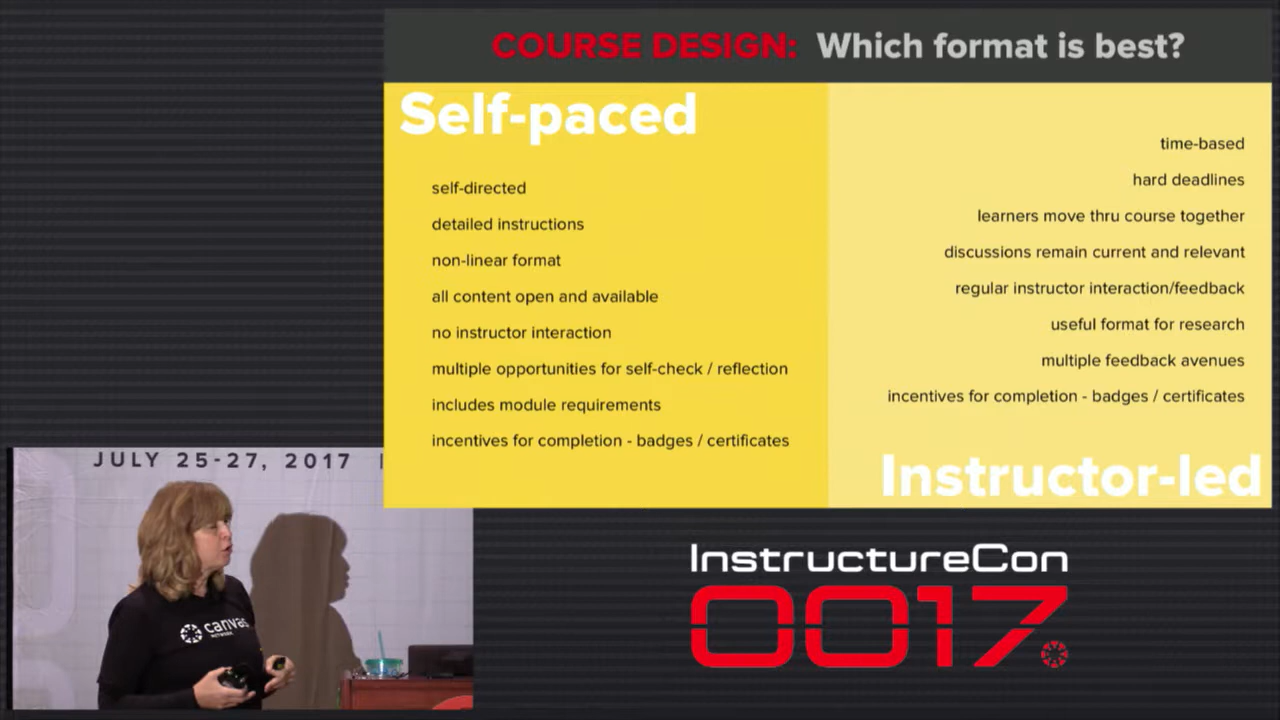 COURSE DESIGN: Which format is best?
Self-paced
self-directed
detailed instructions
non-linear format
all content open and available
no instructor interaction
multiple opportunities for self-check / reflection
includes module requirements
incentives for completion - badges / certificates
time-based
hard deadlines
learners move thru course together
discussions remain current and relevant
regular instructor interaction/feedback
useful format for research
multiple feedback avenues
incentives for completion - badges / certificates
Instructor-led
JULY 25-27, 2017
canvas
NETWORK
InstructureCon
0017